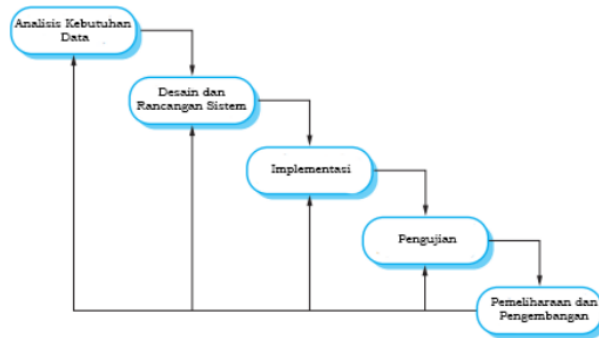 Analisis Kebutuhan
Data
Desain dan
Rancangan Sistem
Implementasi
Pengujian
Pemeliharaan dan
Pengembangan